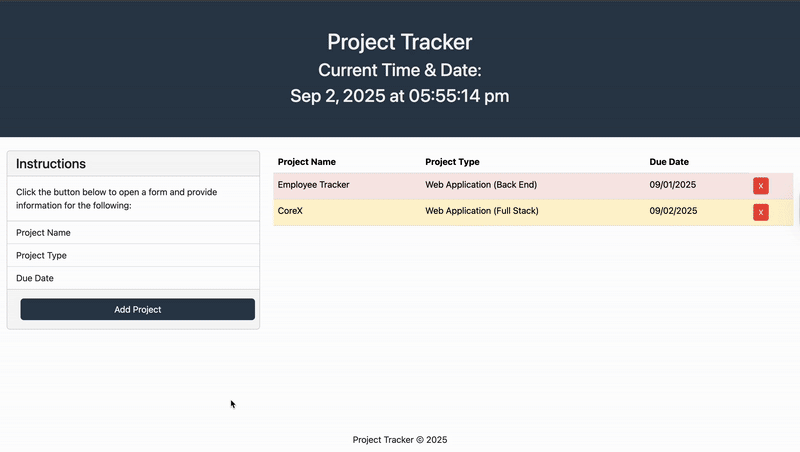 Project Tracker
Current Time & Date:
Sep 2, 2025 at 05:55:14 pm
Instructions
Click the button below to open a form and provide
information for the following:
Project Name
Project Type
Due Date
Add Project
Project Name Project Type Due Date
Employee Tracker Web Application (Back End) 09/01/2025 x
CoreX Web Application (Full Stack) 09/02/2025 x
Project Tracker © 2025